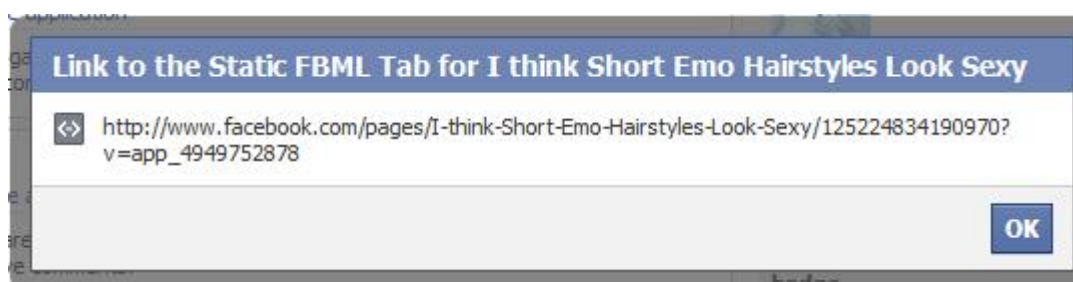 application
Link to the Static FBML Tab for I think Short Emo Hairstyles Look Sexy
http://www.facebook.com/pages/I-think-Short-Emo-Hairstyles-Look-Sexy/125224834190970?
v=app_4949752878
OK